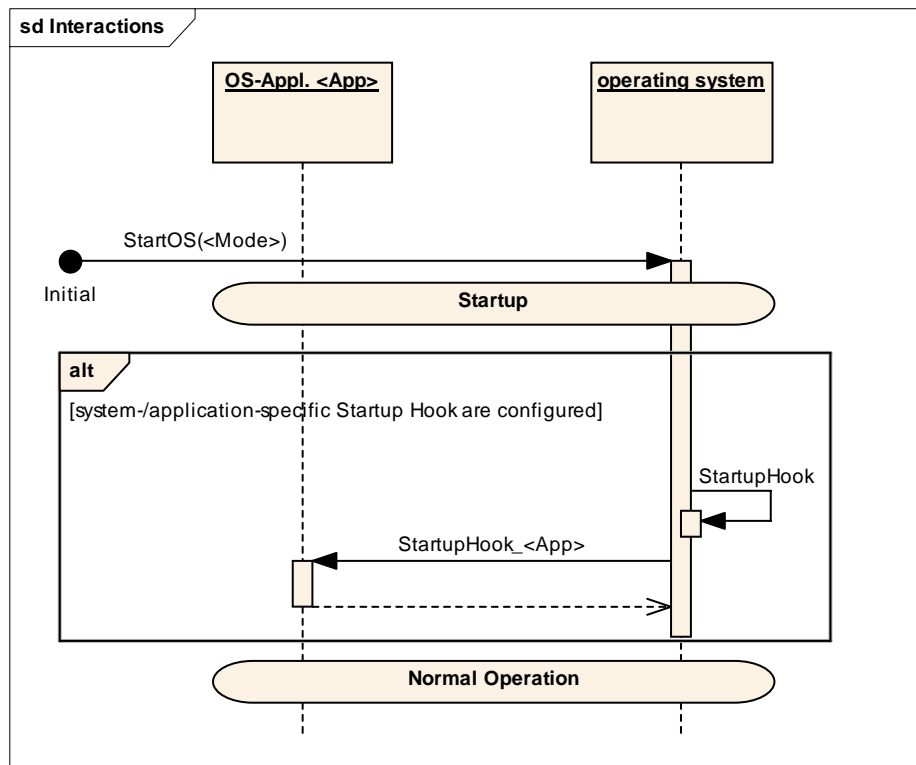 sd Interactions
OS-Appl. <App>
operating system
StartOS(<Mode>)
Initial
Startup
alt
[system-/application-specific Startup Hook are configured]
StartupHook
StartupHook_<App>
Normal Operation